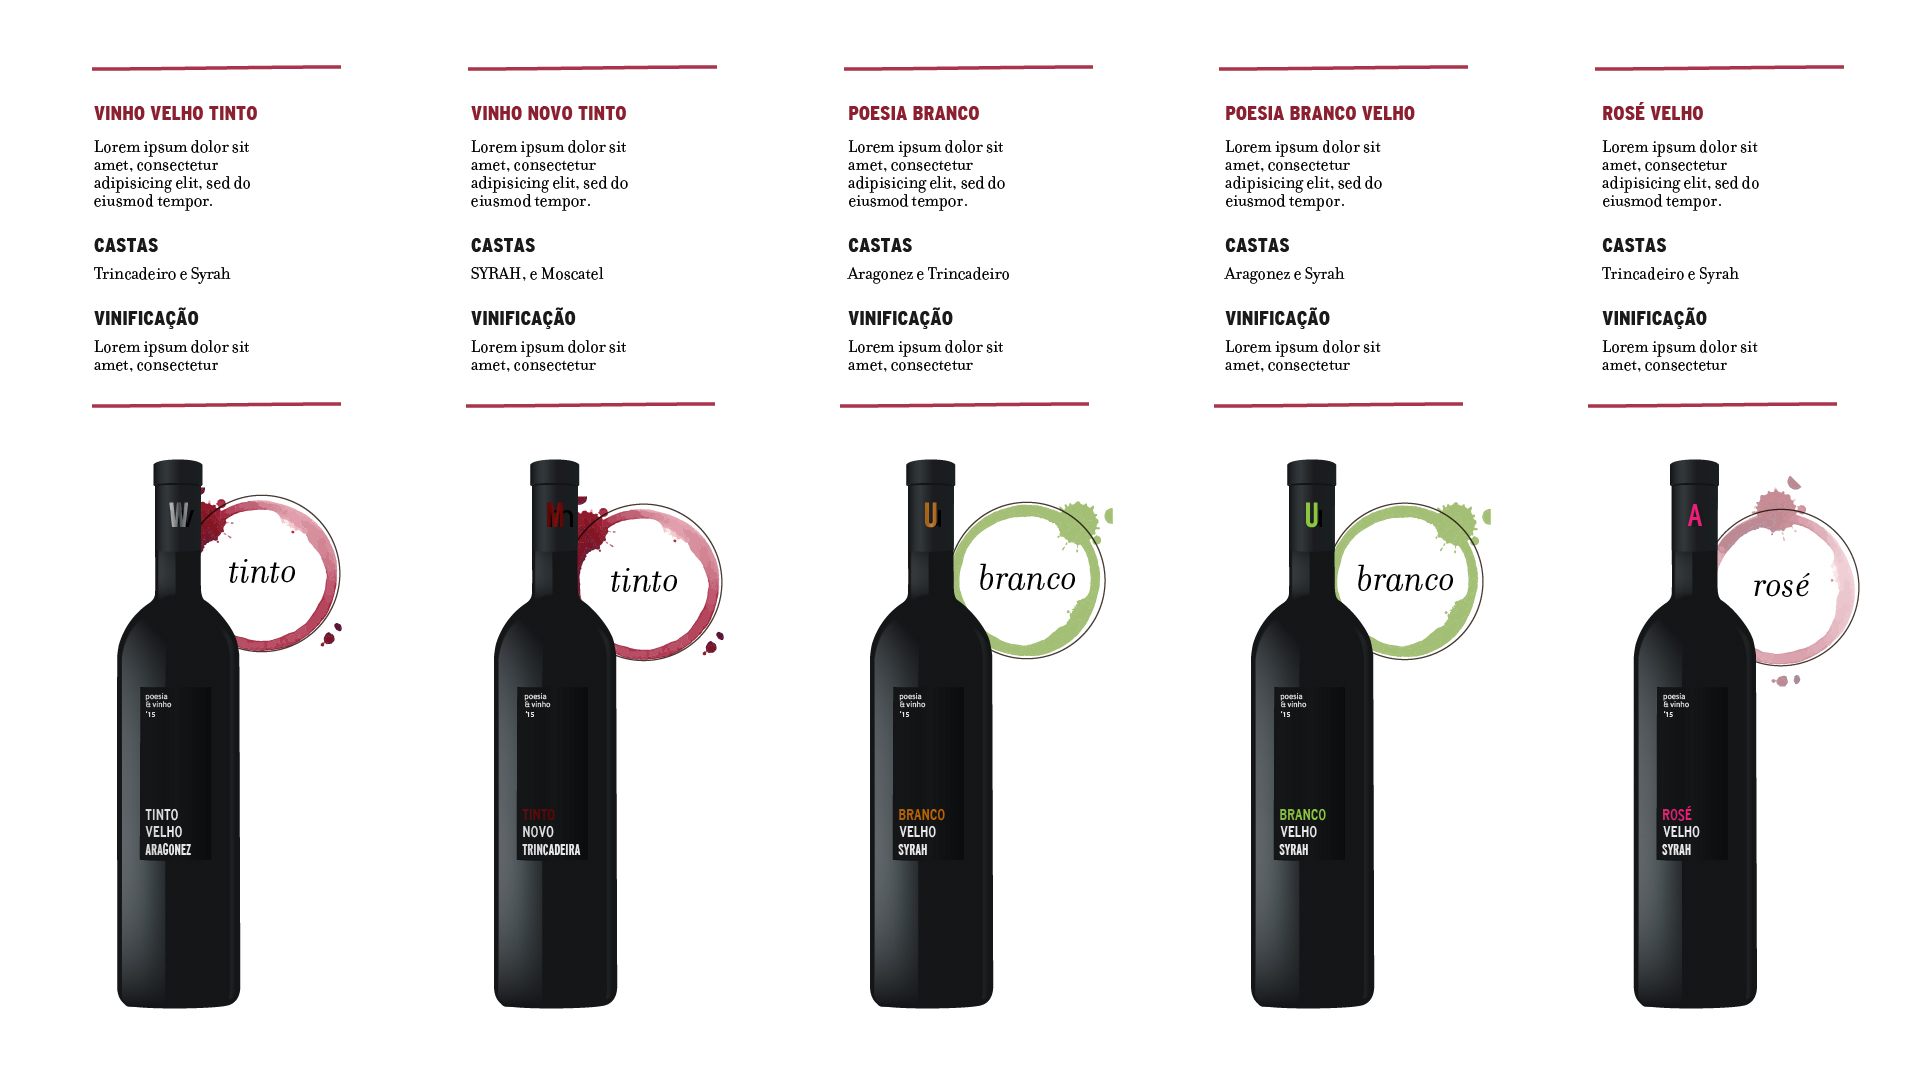 VINHO VELHO TINTO
Lorem ipsum dolor sit
amet, consectetur
adipisicing elit, sed do
eiusmod tempor.
CASTAS
Trincadeiro e Syrah
VINIFICAÇÃO
Lorem ipsum dolor sit
amet, consectetur
VINHO NOVO TINTO
Lorem ipsum dolor sit
amet, consectetur
adipisicing elit, sed do
eiusmod tempor.
CASTAS
SYRAH, e Moscatel
VINIFICAÇÃO
Lorem ipsum dolor sit
amet, consectetur
POESIA BRANCO
Lorem ipsum dolor sit
amet, consectetur
adipisicing elit, sed do
eiusmod tempor.
CASTAS
Aragonez e Trincadeiro
VINIFICAÇÃO
Lorem ipsum dolor sit
amet, consectetur
POESIA BRANCO VELHO
Lorem ipsum dolor sit
amet, consectetur
adipisicing elit, sed do
eiusmod tempor.
CASTAS
Aragonez e Syrah
VINIFICAÇÃO
Lorem ipsum dolor sit
amet, consectetur
ROSÉ VELHO
Lorem ipsum dolor sit
amet, consectetur
adipisicing elit, sed do
eiusmod tempor.
CASTAS
Trincadeiro e Syrah
VINIFICAÇÃO
Lorem ipsum dolor sit
amet, consectetur
W
tinto
poesia
& vinho
'15
TINTO
VELHO
ARAGONEZ
M
tinto
poesia
& vinho
'15
TINTO
NOVO
TRINCADEIRA
U
branco
poesia
& vinho
'15
BRANCO
VELHO
SYRAH
U
branco
poesia
& vinho
'15
BRANCO
VELHO
SYRAH
A
rosé
poesia
& vinho
'15
ROSÉ
VELHO
SYRAH